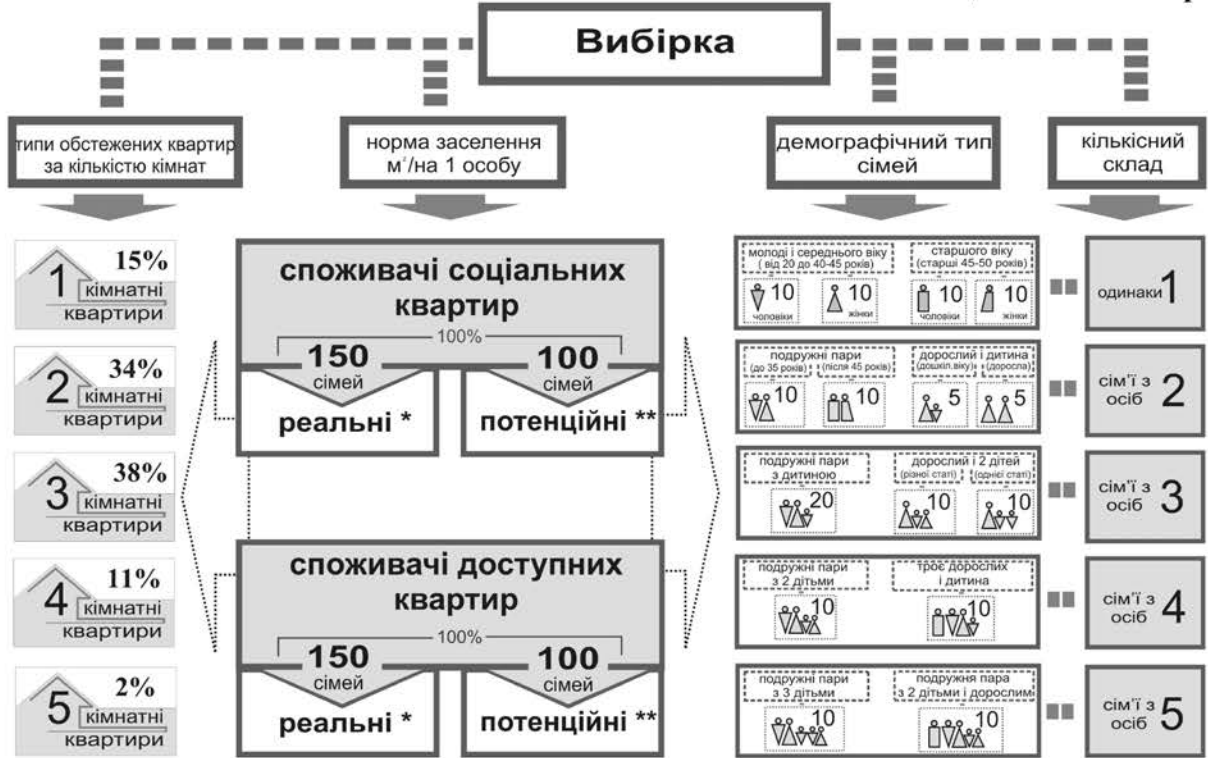 Вибірка
типи обстежених квартир
за кількістю кімнат
норма заселення
м²/на 1 особу
демографічний тип
сімей
кількісний
склад
15%
1 кімнатні
квартири
34%
2 кімнатні
квартири
38%
3 кімнатні
квартири
11%
4 кімнатні
квартири
2%
5 кімнатні
квартири
споживачі соціальних
квартир
100%
150 100
сімей сімей
реальні * потенційні **
споживачі доступних
квартир
100%
150 100
сімей сімей
реальні * потенційні **
молоді і середнього віку
( від 20 до 40-45 років)
старшого віку
(старші 45-50 років)
10 10 10 10
чоловіки жінки чоловіки жінки
одинаки 1
подружні пари
(до 35 років) (після 45 років)
дорослий і дитина
(дошкіл.віку) (доросла)
10 10 5 5
сім'ї з 2
осіб
подружні пари
з дитиною
дорослий і 2 дітей
(різної статі) (однієї статі)
20 10 10
сім'ї з 3
осіб
подружні пари
з 2 дітьми
троє дорослих
і дитина
10 10
сім'ї з 4
осіб
подружні пари
з 3 дітьми
подружня пара
з 2 дітьми і дорослим
10 10
сім'ї з 5
осіб